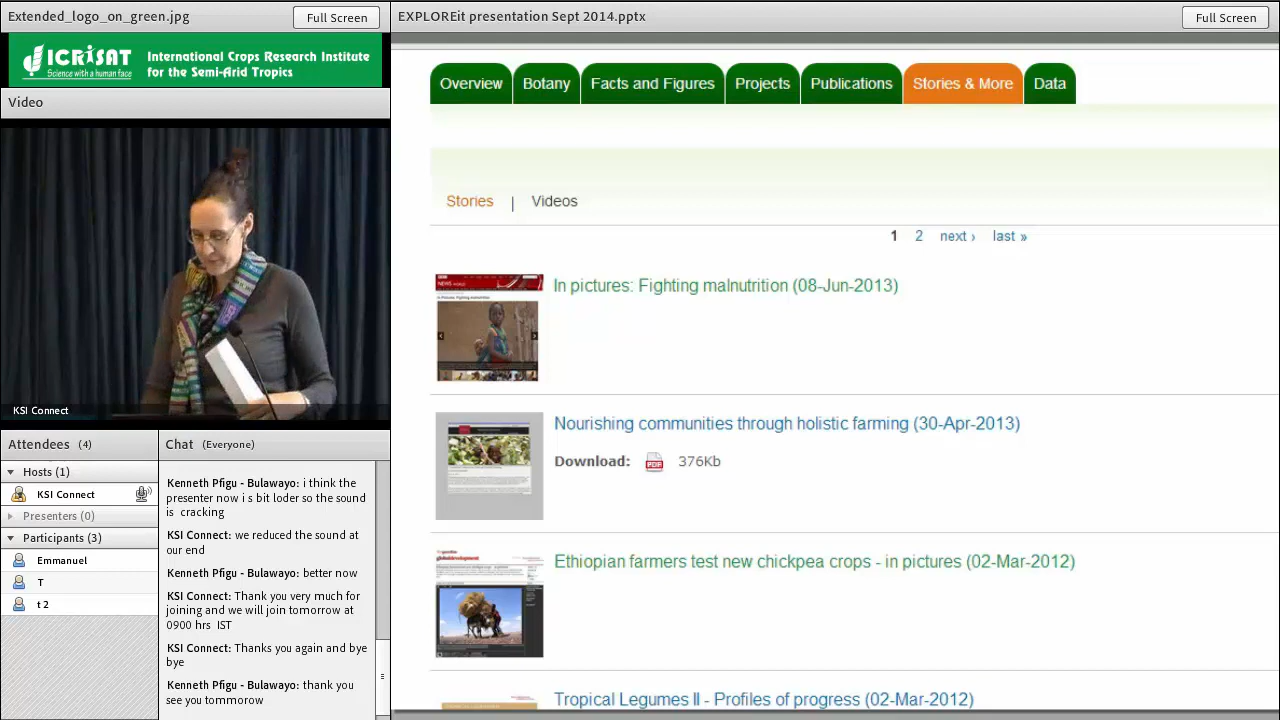 Extended_logo_on_green.jpg
Full Screen
EXPLOREit presentation Sept 2014.pptx
Full Screen
ICRISAT
Science with a human face
International Crops Research Institute
for the Semi-Arid Tropics
Video
KSI Connect
Attendees (4)
Hosts (1)
KSI Connect
Presenters (0)
Participants (3)
Emmanuel
T
t 2
Chat (Everyone)
Kenneth Pfigu - Bulawayo: i think the
presenter now i s bit loder so the sound
is cracking
KSI Connect: we reduced the sound at
our end
Kenneth Pfigu - Bulawayo: better now
KSI Connect: Thank you very much for
joining and we will join tomorrow at
0900 hrs IST
KSI Connect: Thanks you again and bye
bye
Kenneth Pfigu - Bulawayo: thank you
see you tommorow
Overview
Botany
Facts and Figures
Projects
Publications
Stories & More
Data
Stories | Videos
1 2 next › last »
In pictures: Fighting malnutrition (08-Jun-2013)
Nourishing communities through holistic farming (30-Apr-2013)
Download: PDF 376Kb
Ethiopian farmers test new chickpea crops - in pictures (02-Mar-2012)
Tropical Legumes II - Profiles of progress (02-Mar-2012)